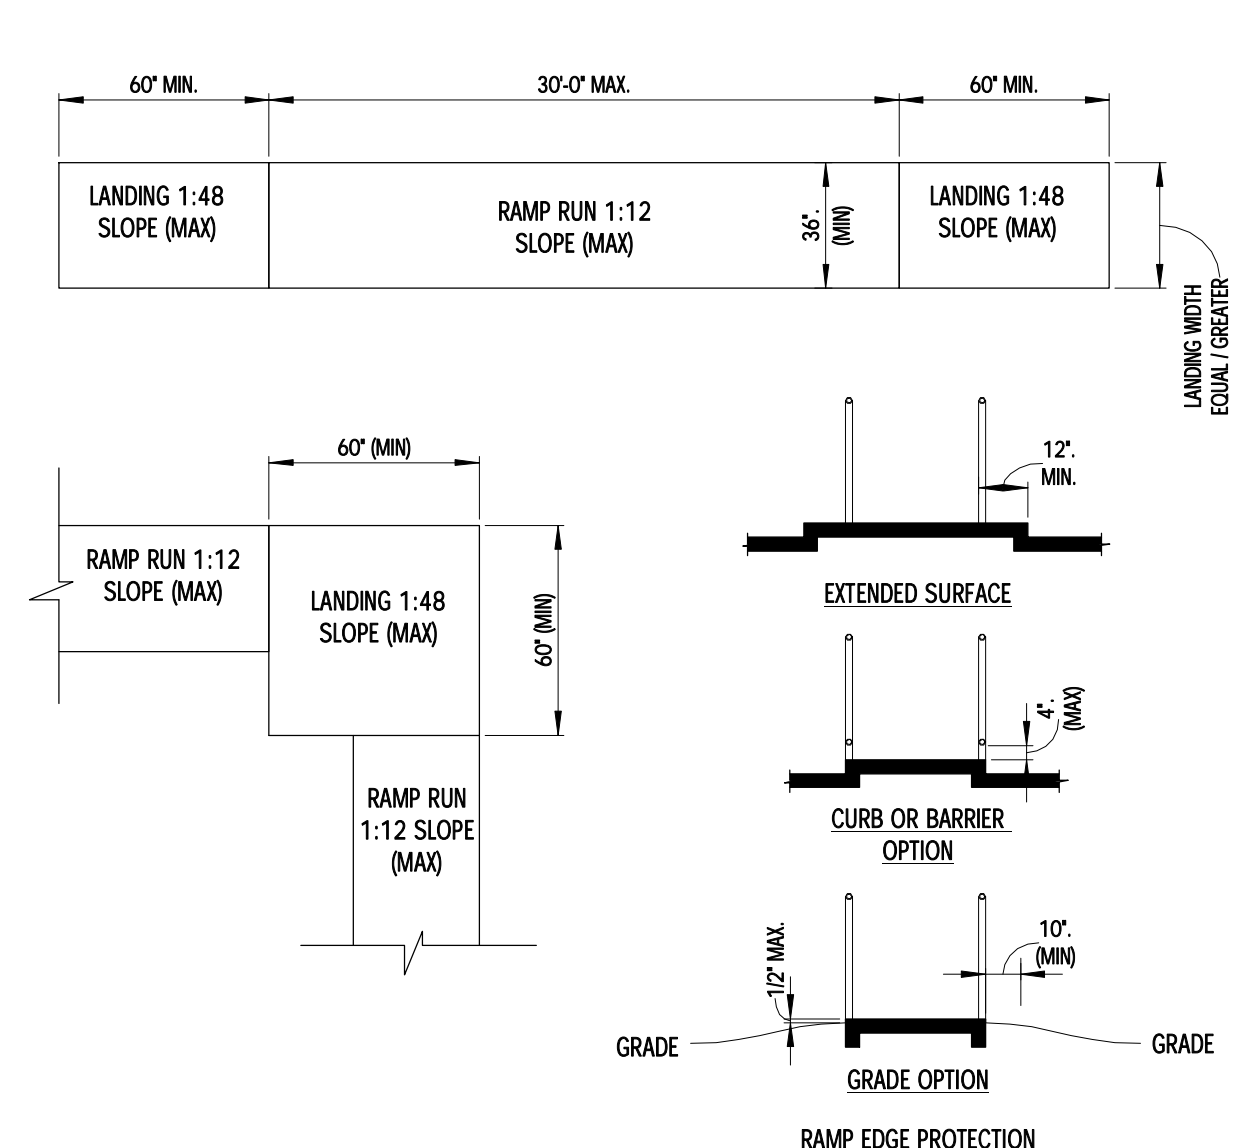 60" MIN.
30'-0" MAX.
60" MIN.
LANDING 1:48
SLOPE (MAX)
RAMP RUN 1:12
SLOPE (MAX)
36".
(MIN)
LANDING 1:48
SLOPE (MAX)
LANDING WIDTH
EQUAL / GREATER
60" (MIN)
RAMP RUN 1:12
SLOPE (MAX)
LANDING 1:48
SLOPE (MAX)
60" (MIN)
RAMP RUN
1:12 SLOPE
(MAX)
12".
MIN.
EXTENDED SURFACE
4".
(MAX)
CURB OR BARRIER
OPTION
1/2" MAX.
10".
(MIN)
GRADE
GRADE
GRADE OPTION
RAMP EDGE PROTECTION